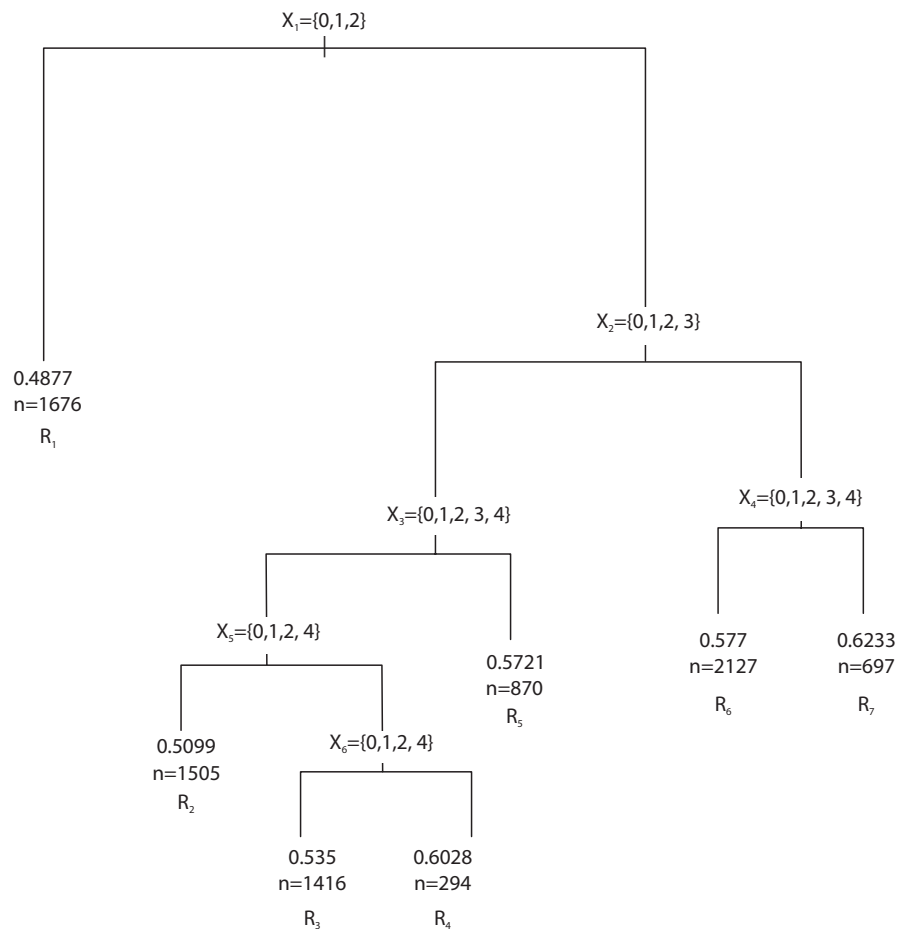 X₁={0,1,2}
X₂={0,1,2, 3}
0.4877
n=1676
R₁
X₃={0,1,2, 3, 4}
X₄={0,1,2, 3, 4}
X₅={0,1,2, 4}
0.5721
n=870
R₅
0.577
n=2127
R₆
0.6233
n=697
R₇
0.5099
n=1505
R₂
X₆={0,1,2, 4}
0.535
n=1416
R₃
0.6028
n=294
R₄